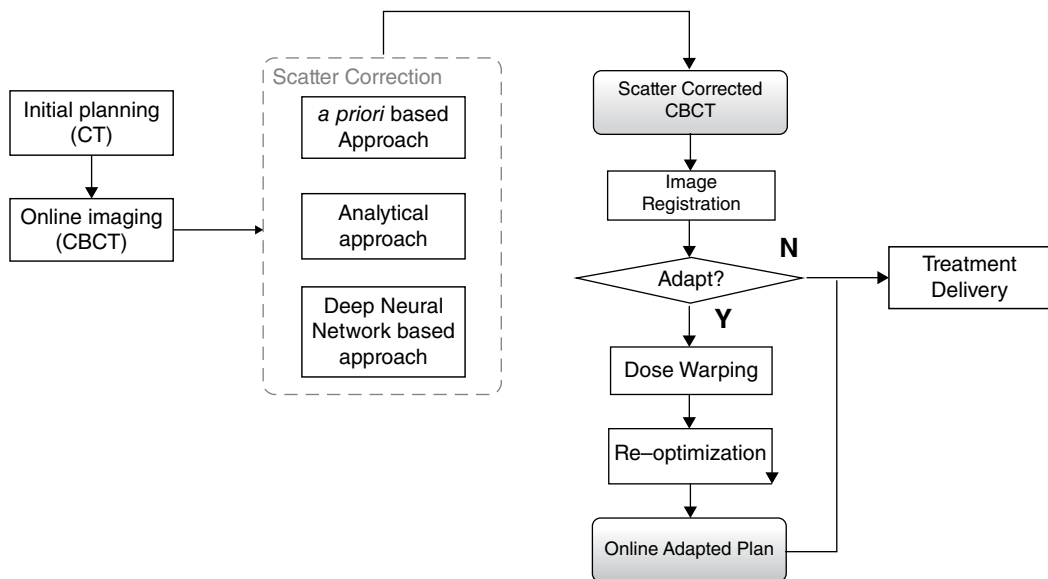 Initial planning
(CT)
Online imaging
(CBCT)
Scatter Correction
a priori based
Approach
Analytical
approach
Deep Neural
Network based
approach
Scatter Corrected
CBCT
Image
Registration
Adapt?
N
Y
Treatment
Delivery
Dose Warping
Re–optimization
Online Adapted Plan